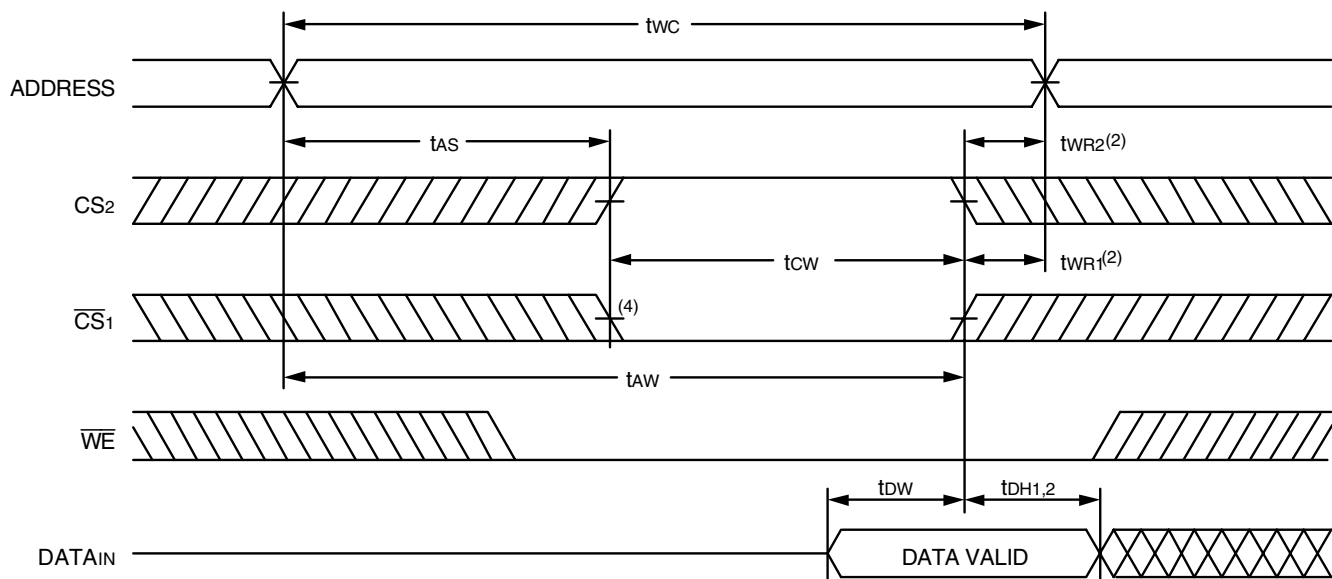 tWC
ADDRESS
tAS
tWR2(2)
CS2
tCW
tWR1(2)
CS1
(4)
tAW
WE
tDW
tDH1,2
DATAIN
DATA VALID